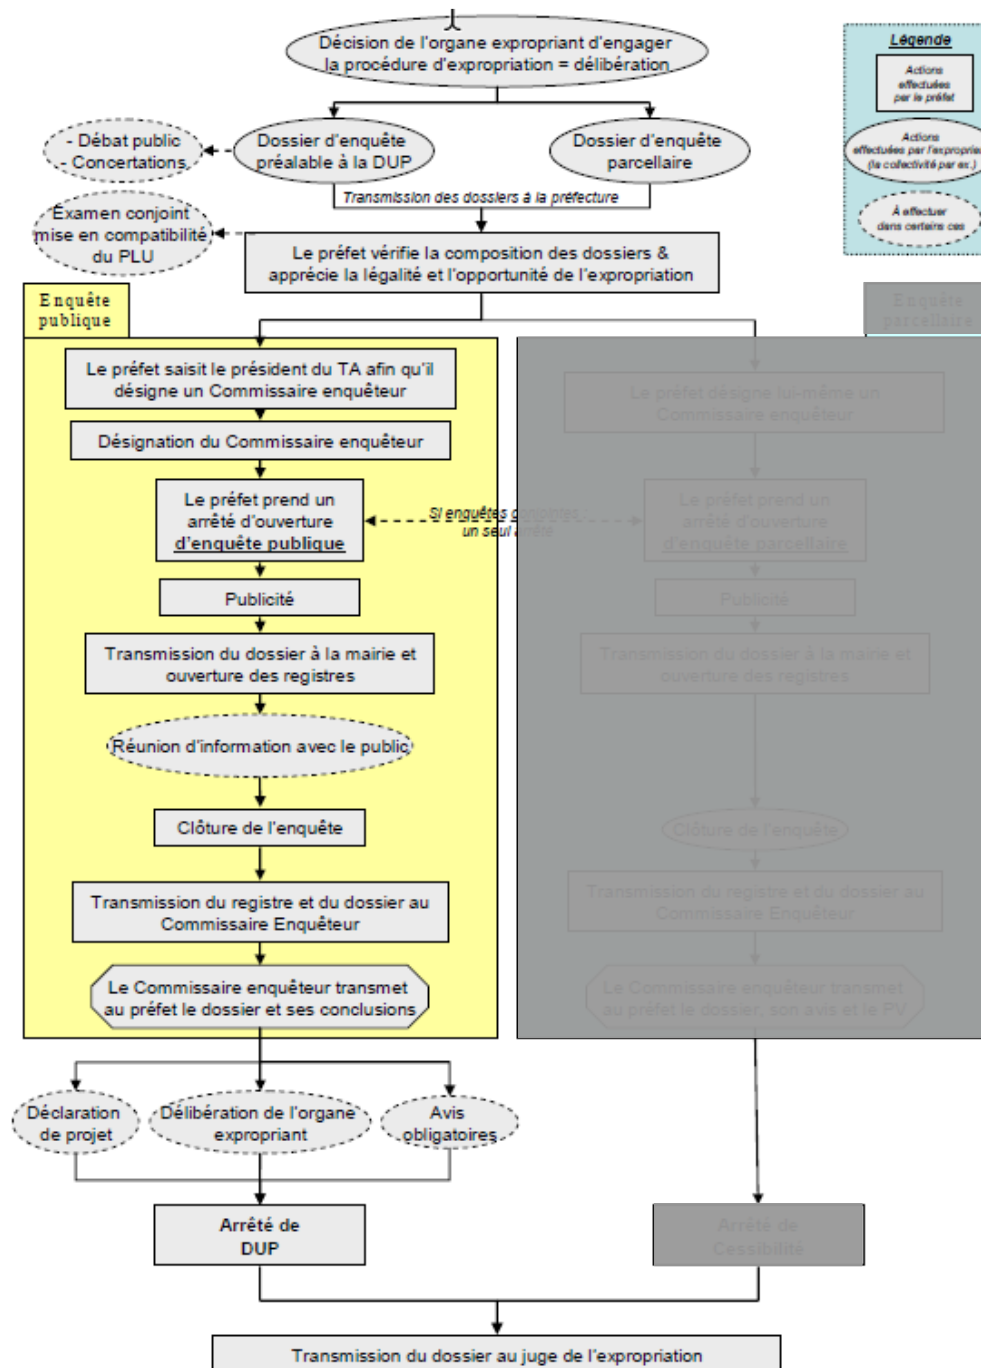 Décision de l'organe expropriant d'engager
la procédure d'expropriation = délibération
Légende
Actions
effectuées
par le préfet
Actions
effectuées par l'exproprie
(la collectivité par ex.)
À effectuer
dans certains ces
- Débat public
- Concertations
Dossier d'enquête
préalable à la DUP
Dossier d'enquête
parcellaire
Transmission des dossiers à la préfecture
Examen conjoint
mise en compatibilité
du PLU
Le préfet vérifie la composition des dossiers &
apprécie la légalité et l'opportunité de l'expropriation
Enquête
publique
Enquête
parcellaire
Le préfet saisit le président du TA afin qu'il
désigne un Commissaire enquêteur
Le préfet désigne lui-même un
Commissaire enquêteur
Désignation du Commissaire enquêteur
Le préfet prend un
arrêté d'ouverture
d'enquête publique
Si enquêtes conjointes :
un seul arrêté
Le préfet prend un
arrêté d'ouverture
d'enquête parcellaire
Publicité
Publicité
Transmission du dossier à la mairie et
ouverture des registres
Transmission du dossier à la mairie et
ouverture des registres
Réunion d'information avec le public
Clôture de l'enquête
Clôture de l'enquête
Transmission du registre et du dossier au
Commissaire Enquêteur
Transmission du registre et du dossier au
Commissaire Enquêteur
Le Commissaire enquêteur transmet
au préfet le dossier et ses conclusions
Le Commissaire enquêteur transmet
au préfet le dossier, son avis et le PV
Déclaration
de projet
Délibération de l'organe
expropriant
Avis
obligatoires
Arrêté de
DUP
Arrêté de
Cessibilité
Transmission du dossier au juge de l'expropriation